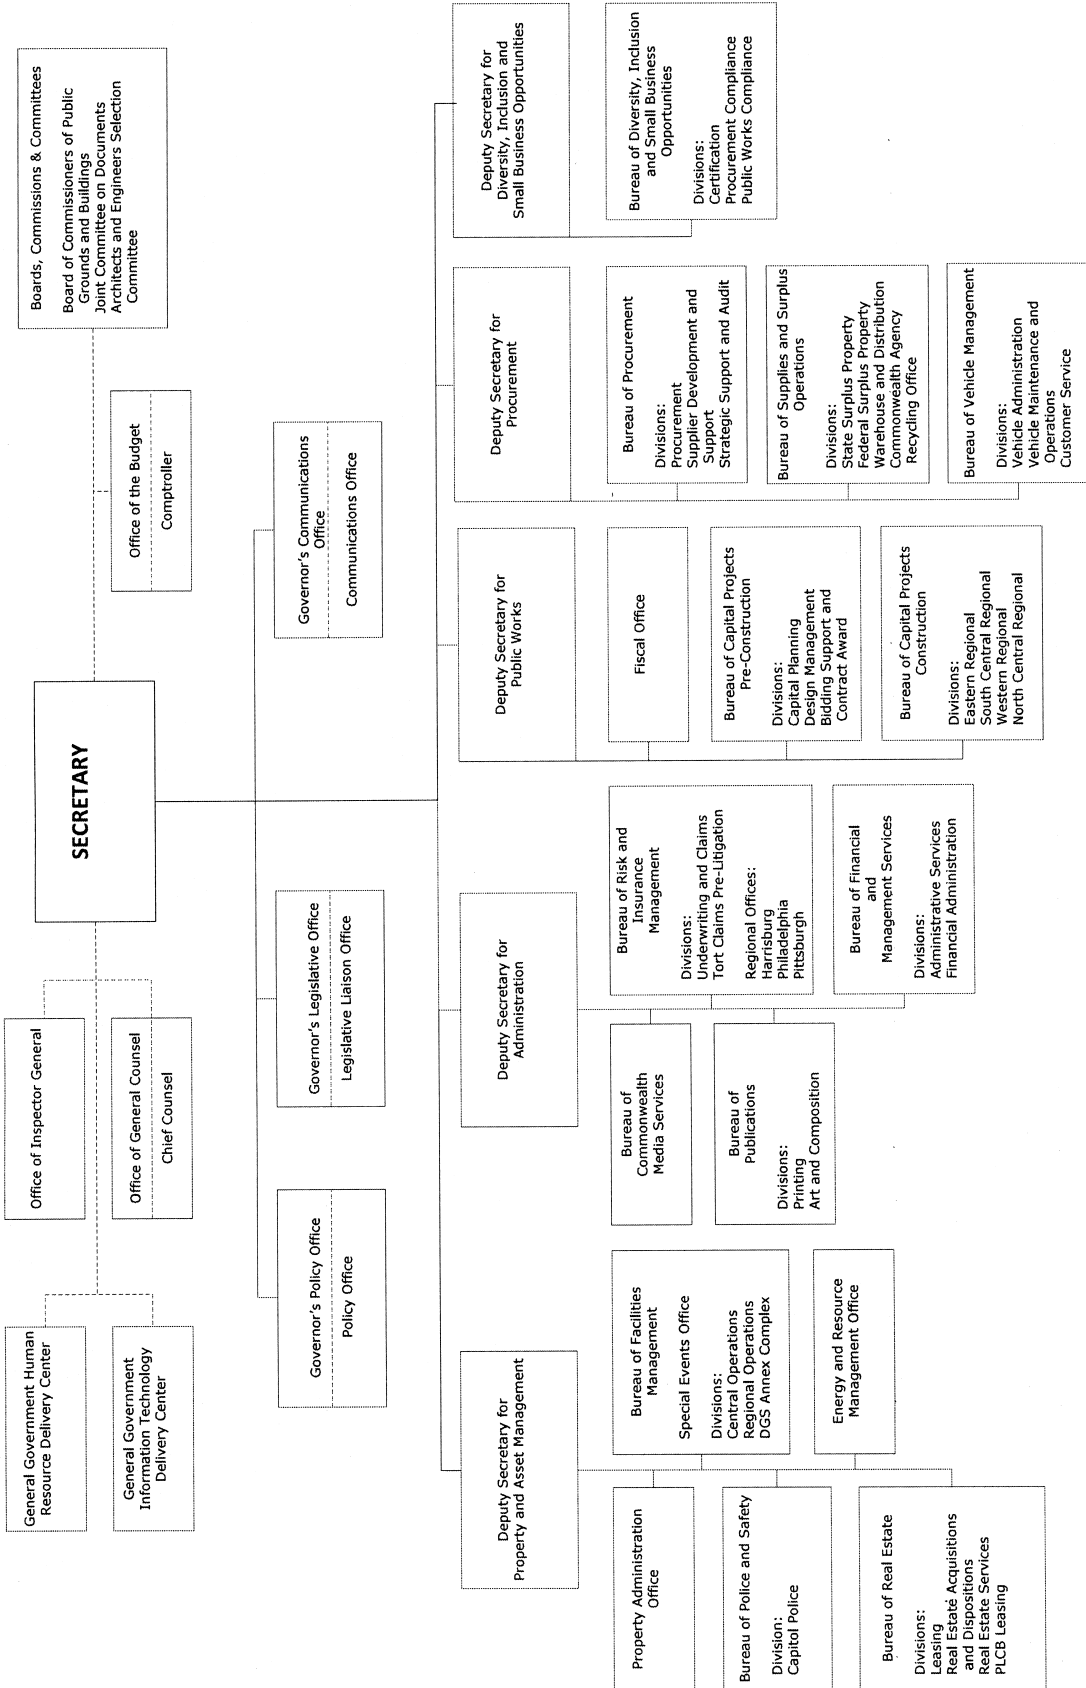 General Government Human
Resource Delivery Center
General Government
Information Technology
Delivery Center
Office of Inspector General
Office of General Counsel
Chief Counsel
SECRETARY
Office of the Budget
Comptroller
Boards, Commissions & Committees
Board of Commissioners of Public
Grounds and Buildings
Joint Committee on Documents
Architects and Engineers Selection
Committee
Governor's Policy Office
Policy Office
Governor's Legislative Office
Legislative Liaison Office
Governor's Communications
Office
Communications Office
Deputy Secretary for
Property and Asset Management
Property Administration
Office
Bureau of Police and Safety
Division:
Capitol Police
Bureau of Real Estate
Divisions:
Leasing
Real Estaté Acquisitions
and Dispositions
Real Estate Services
PLCB Leasing
Bureau of Facilities
Management
Special Events Office
Divisions:
Central Operations
Regional Operations
DGS Annex Complex
Energy and Resource
Management Office
Deputy Secretary for
Administration
Bureau of
Commonwealth
Media Services
Bureau of
Publications
Divisions:
Printing
Art and Composition
Bureau of Risk and
Insurance
Management
Divisions:
Underwriting and Claims
Tort Claims Pre-Litigation
Regional Offices:
Harrisburg
Philadelphia
Pittsburgh
Bureau of Financial
and
Management Services
Divisions:
Administrative Services
Financial Administration
Deputy Secretary for
Public Works
Fiscal Office
Bureau of Capital Projects
Pre-Construction
Divisions:
Capital Planning
Design Management
Bidding Support and
Contract Award
Bureau of Capital Projects
Construction
Divisions:
Eastern Regional
South Central Regional
Western Regional
North Central Regional
Deputy Secretary for
Procurement
Bureau of Procurement
Divisions:
Procurement
Supplier Development and
Support
Strategic Support and Audit
Bureau of Supplies and Surplus
Operations
Divisions:
State Surplus Property
Federal Surplus Property
Warehouse and Distribution
Commonwealth Agency
Recycling Office
Bureau of Vehicle Management
Divisions:
Vehicle Administration
Vehicle Maintenance and
Operations
Customer Service
Deputy Secretary for
Diversity, Inclusion and
Small Business Opportunities
Bureau of Diversity, Inclusion
and Small Business
Opportunities
Divisions:
Certification
Procurement Compliance
Public Works Compliance